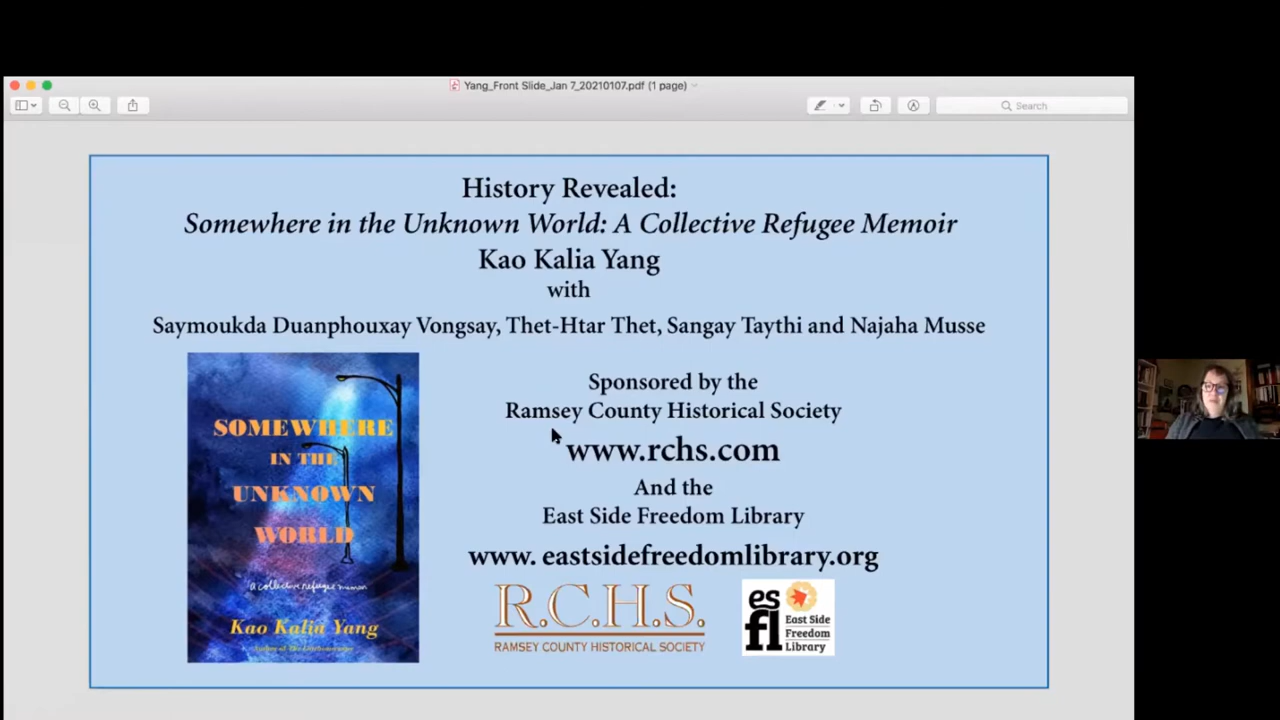 Yang_Front Slide_Jan 7_20210107.pdf (1 page)
Search
History Revealed:
Somewhere in the Unknown World: A Collective Refugee Memoir
Kao Kalia Yang
with
Saymoukda Duanphouxay Vongsay, Thet-Htar Thet, Sangay Taythi and Najaha Musse
SOMEWHERE
IN THE
UNKNOWN
WORLD
a collective refugee memoir
Kao Kalia Yang
Sponsored by the
Ramsey County Historical Society
www.rchs.com
And the
East Side Freedom Library
www. eastsidefreedomlibrary.org
R.C.H.S.
RAMSEY COUNTY HISTORICAL SOCIETY
es
fl
East Side
Freedom
Library